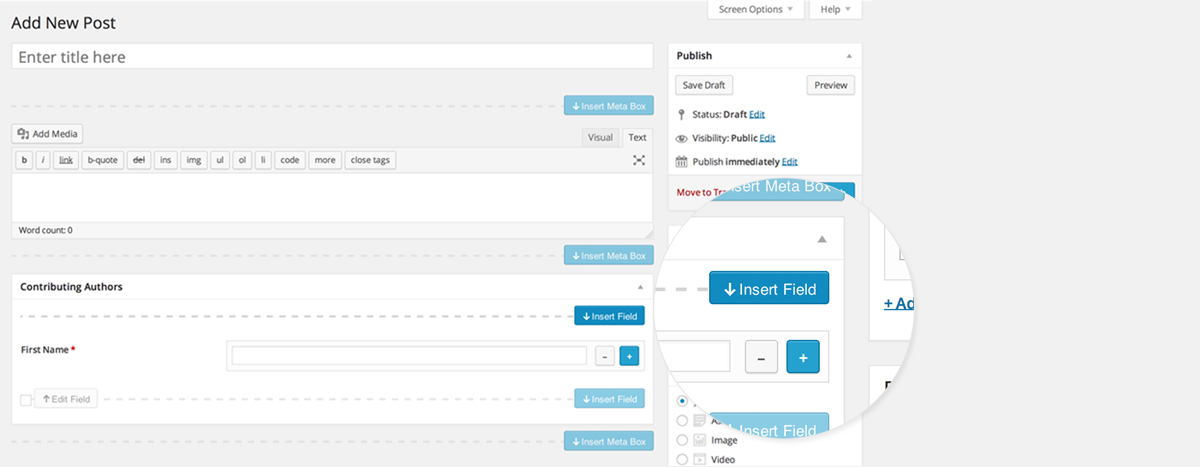 Screen Options
Help
Add New Post
Enter title here
Insert Meta Box
Add Media
Visual
Text
b
i
link
b-quote
del
ins
img
ul
ol
li
code
more
close tags
Word count: 0
Insert Meta Box
Contributing Authors
Insert Field
First Name *
-
+
Edit Field
Insert Field
Insert Meta Box
Publish
Save Draft
Preview
Status: Draft Edit
Visibility: Public Edit
Publish immediately Edit
Move to
Meta Box
Insert Field
-
+
Insert Field
Image
Video